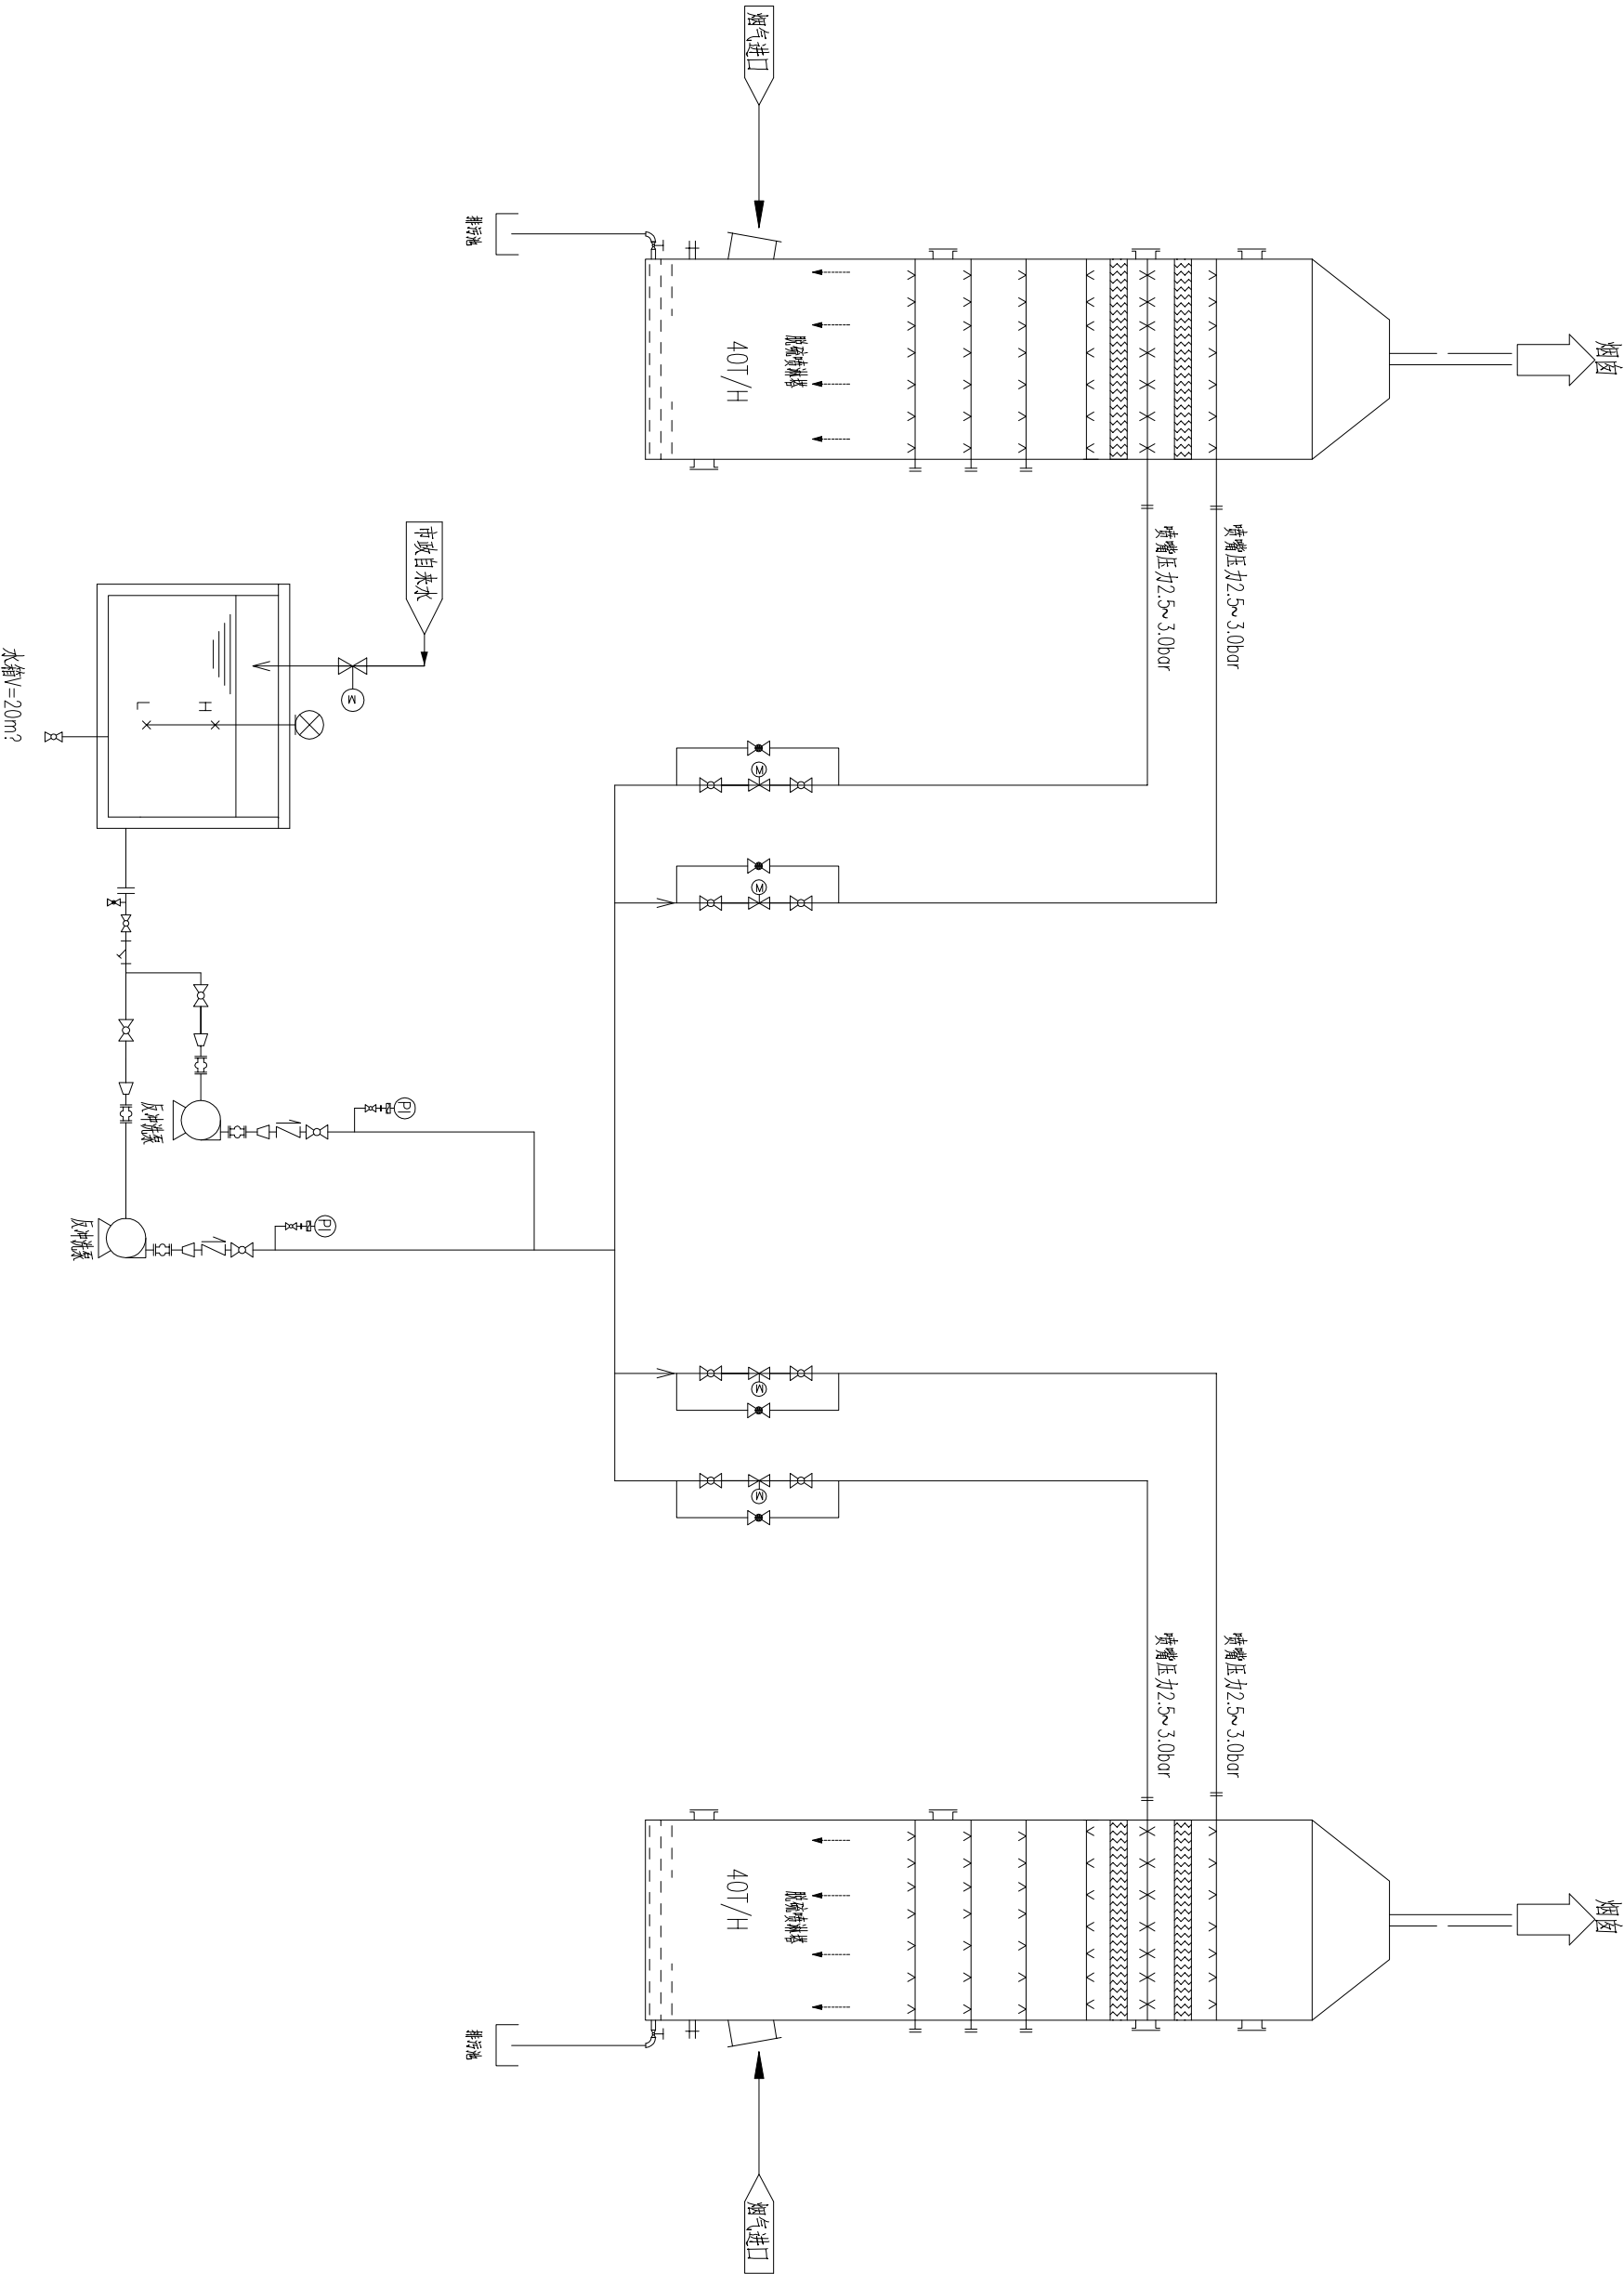 烟囱
烟囱
喷嘴压力2.5~3.0bar
喷嘴压力2.5~3.0bar
喷嘴压力2.5~3.0bar
喷嘴压力2.5~3.0bar
脱硫喷淋塔
40T/H
脱硫喷淋塔
40T/H
烟气进口
烟气进口
M
M
M
M
排污池
排污池
市政自来水
M
PI
PI
H
L
反冲洗泵
反冲洗泵
水箱V=20m?